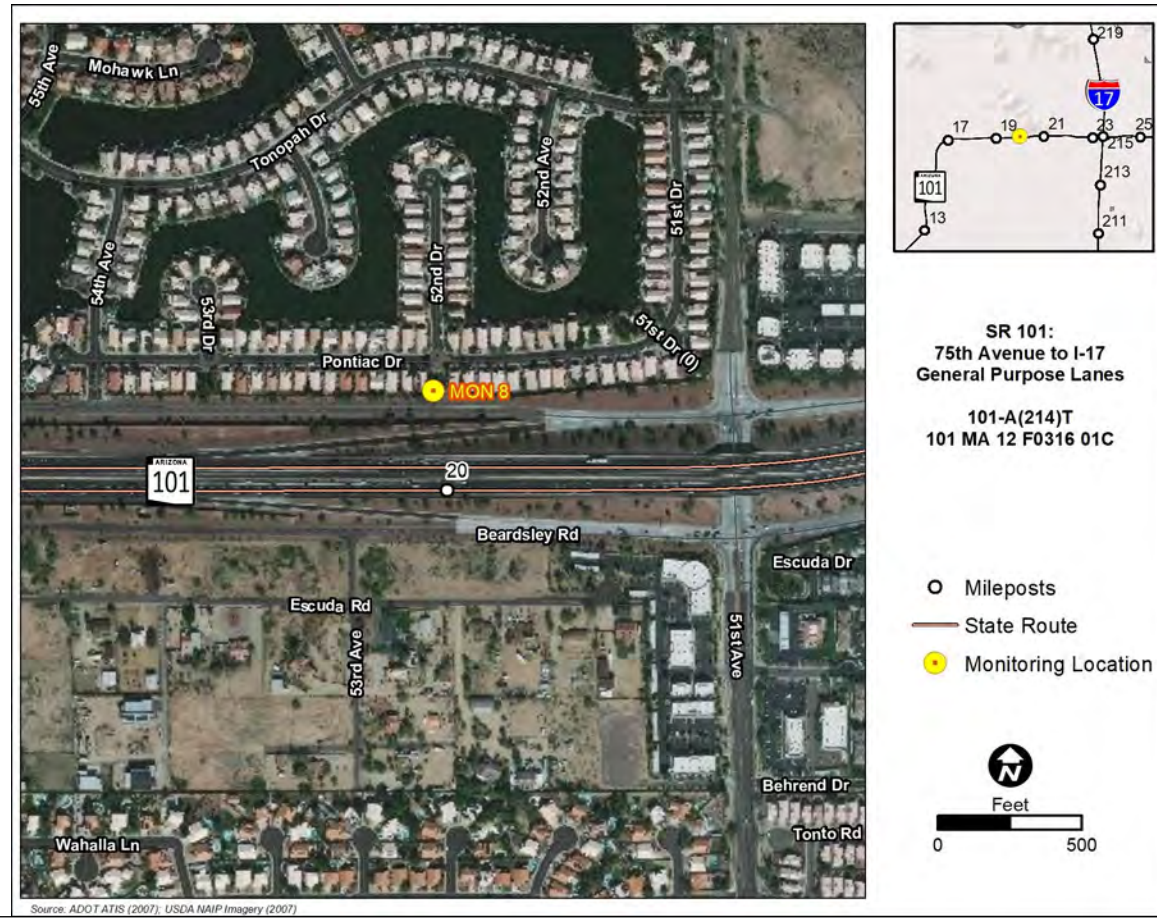 Mohawk Ln
55th Ave
Tonopah Dr
52nd Ave
51st Dr
54th Ave
52nd Dr
53rd Dr
51st Dr (0)
Pontiac Dr
MON 8
ARIZONA
101
20
Beardsley Rd
Escuda Dr
Escuda Rd
53rd Ave
51st Ave
Behrend Dr
Wahalla Ln
Tonto Rd
Source: ADOT ATIS (2007); USDA NAIP Imagery (2007)
219
17
17
19
21
23
25
215
ARIZONA
101
213
13
211
SR 101:
75th Avenue to I-17
General Purpose Lanes
101-A(214)T
101 MA 12 F0316 01C
Mileposts
State Route
Monitoring Location
N
Feet
0 500